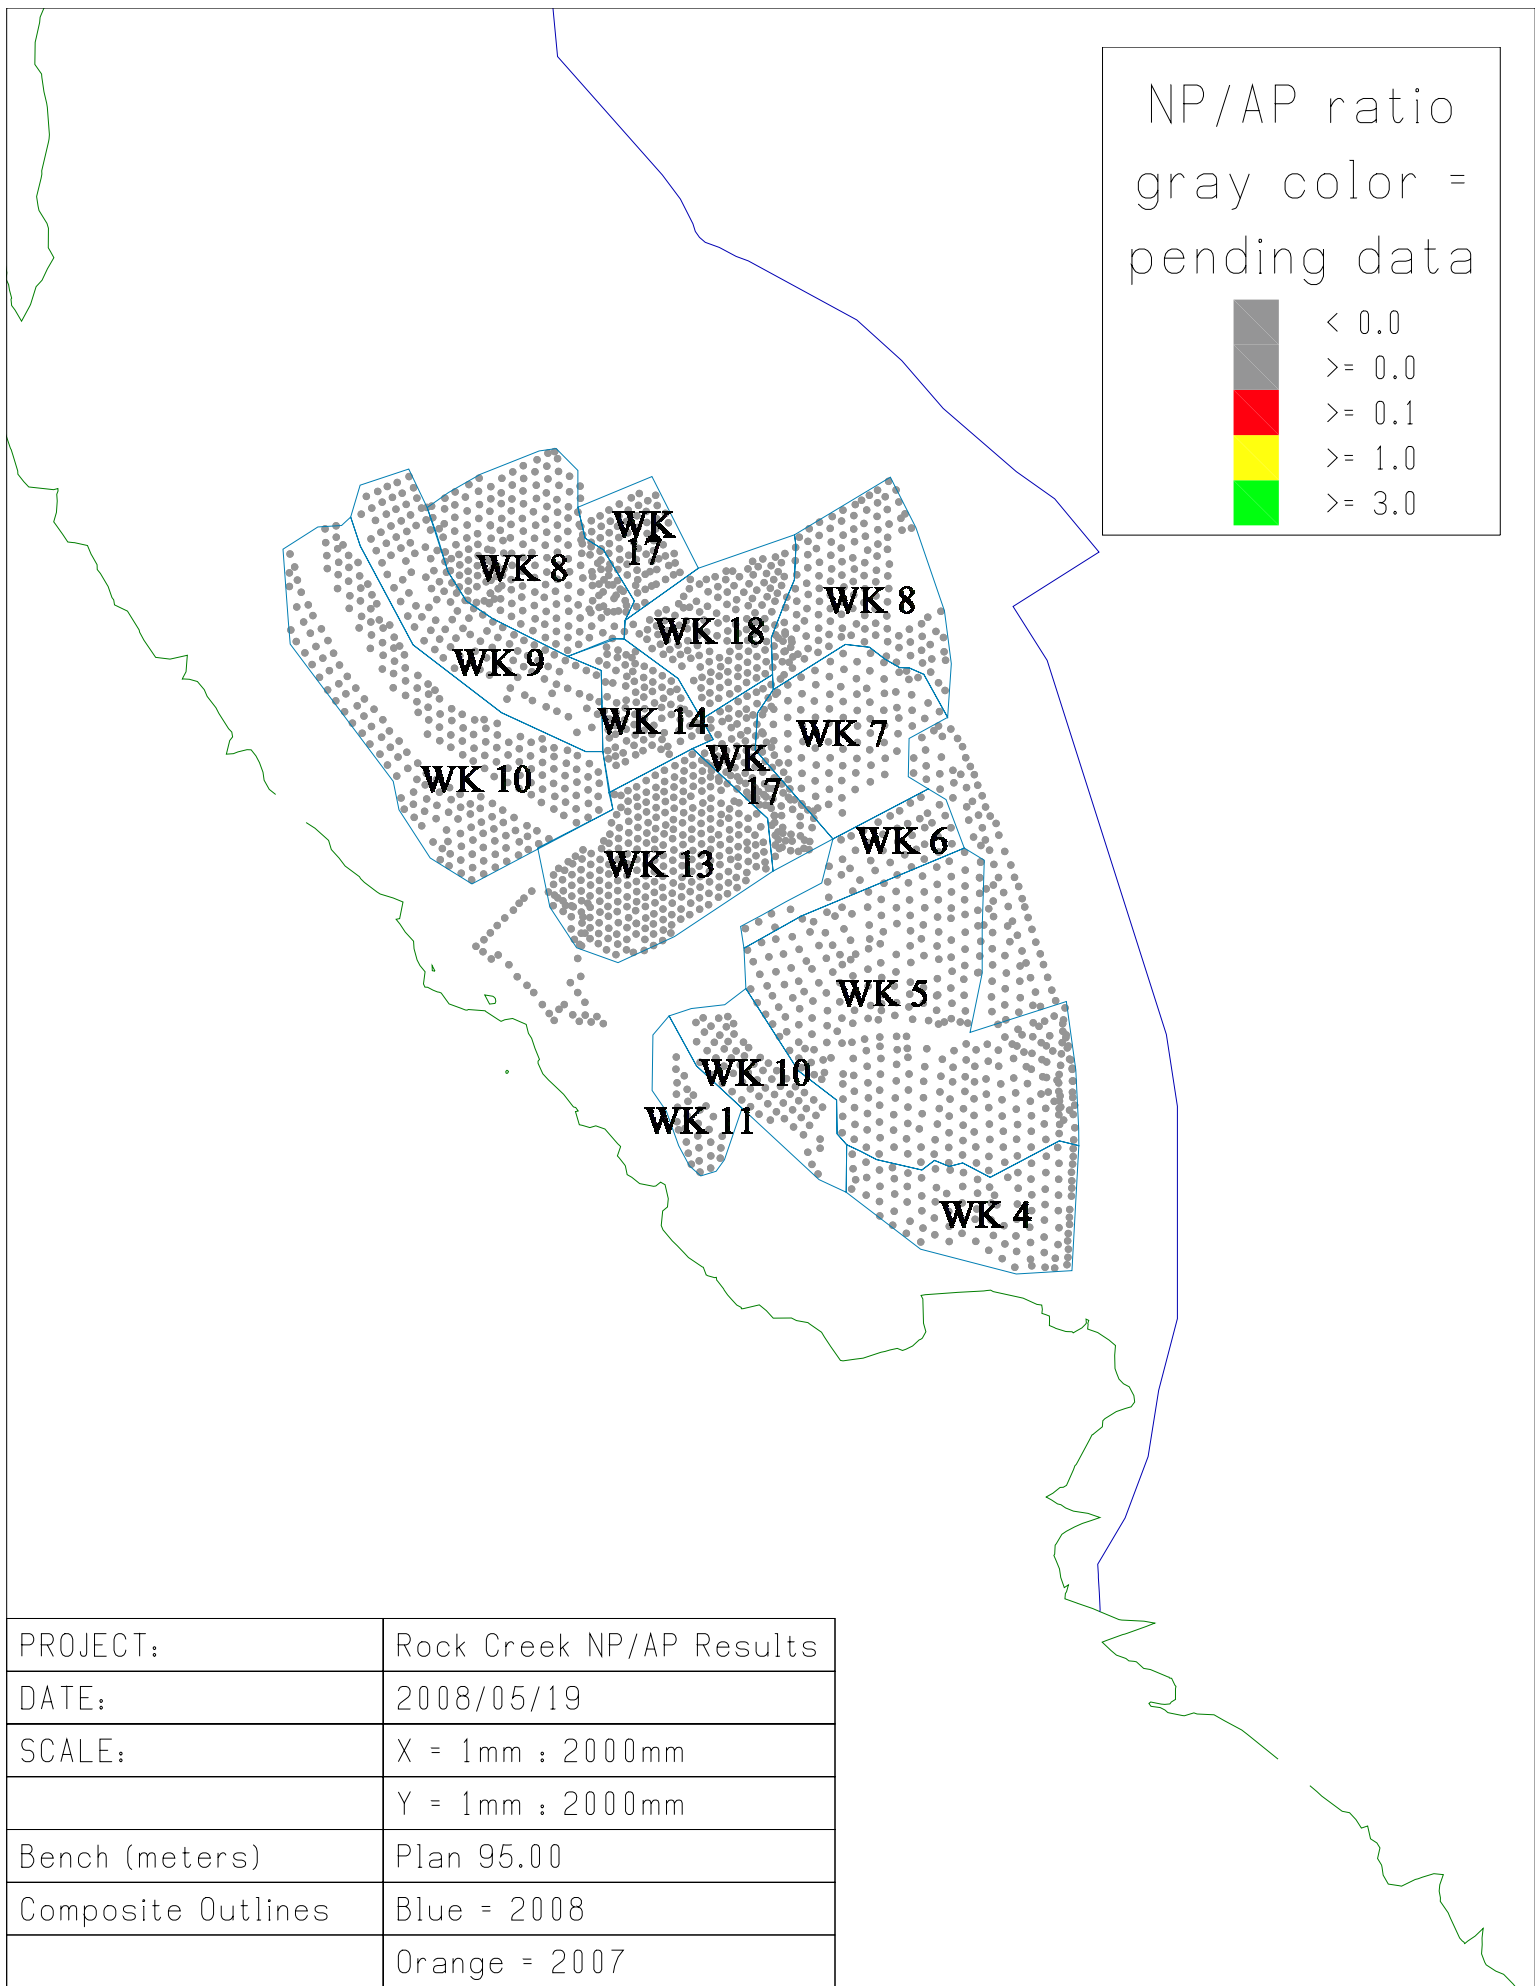 NP/AP ratio
gray color =
pending data
< 0.0
>= 0.0
>= 0.1
>= 1.0
>= 3.0
WK
17
WK 8
WK 8
WK 18
WK 9
WK 14
WK 7
WK
17
WK 10
WK 6
WK 13
WK 5
WK 10
WK 11
WK 4
PROJECT: Rock Creek NP/AP Results
DATE: 2008/05/19
SCALE: X = 1mm : 2000mm
Y = 1mm : 2000mm
Bench (meters) Plan 95.00
Composite Outlines Blue = 2008
Orange = 2007